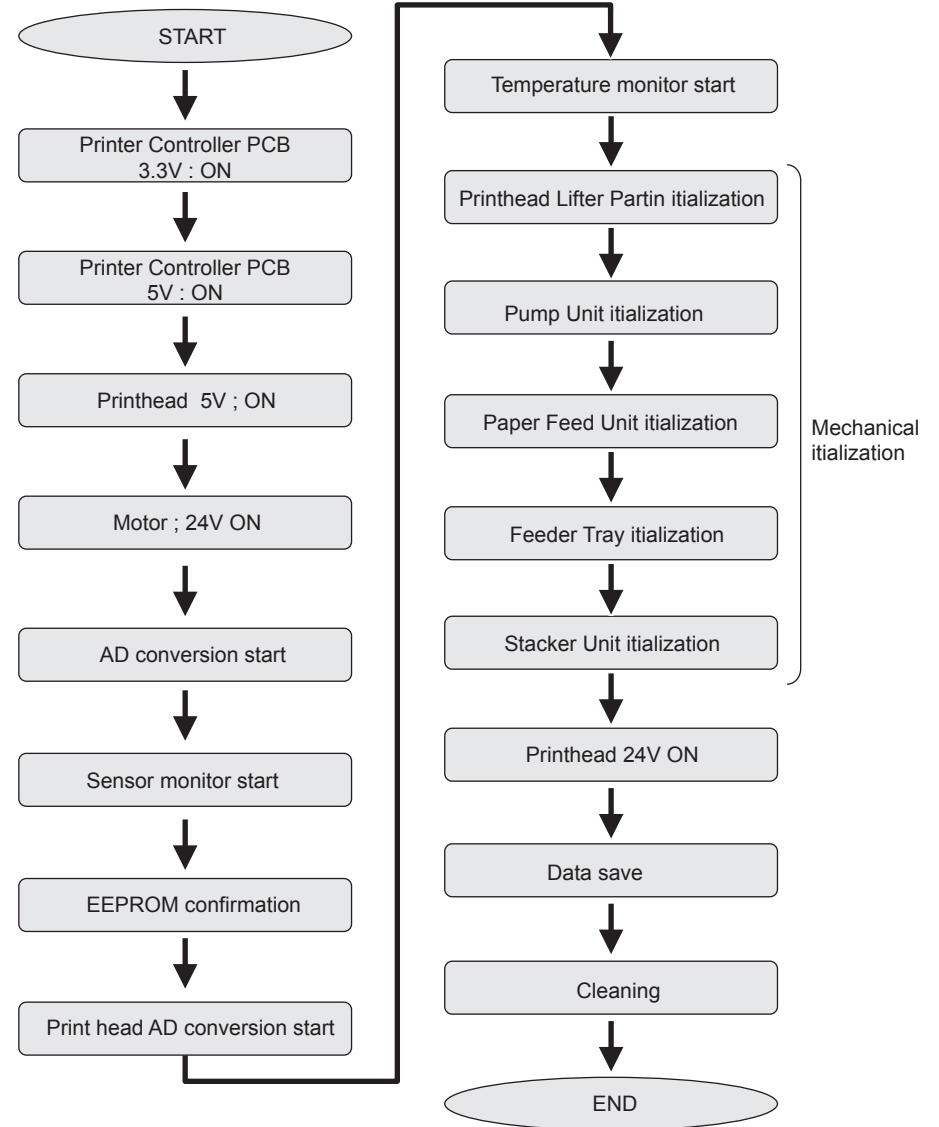 START
Printer Controller PCB
3.3V : ON
Printer Controller PCB
5V : ON
Printhead 5V ; ON
Motor ; 24V ON
AD conversion start
Sensor monitor start
EEPROM confirmation
Print head AD conversion start
Temperature monitor start
Printhead Lifter Partin itialization
Pump Unit itialization
Paper Feed Unit itialization
Feeder Tray itialization
Stacker Unit itialization
Mechanical
itialization
Printhead 24V ON
Data save
Cleaning
END